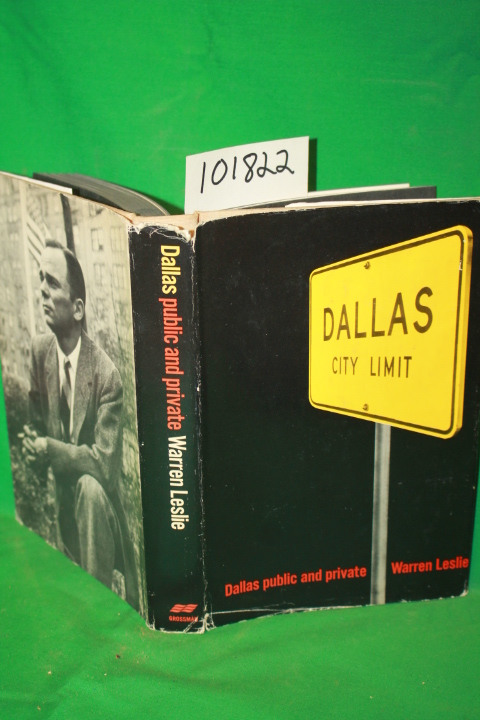 101822
DALLAS
CITY LIMIT
Dallas public and private Warren Leslie
Dallas public and private Warren Leslie
GROSSMAN